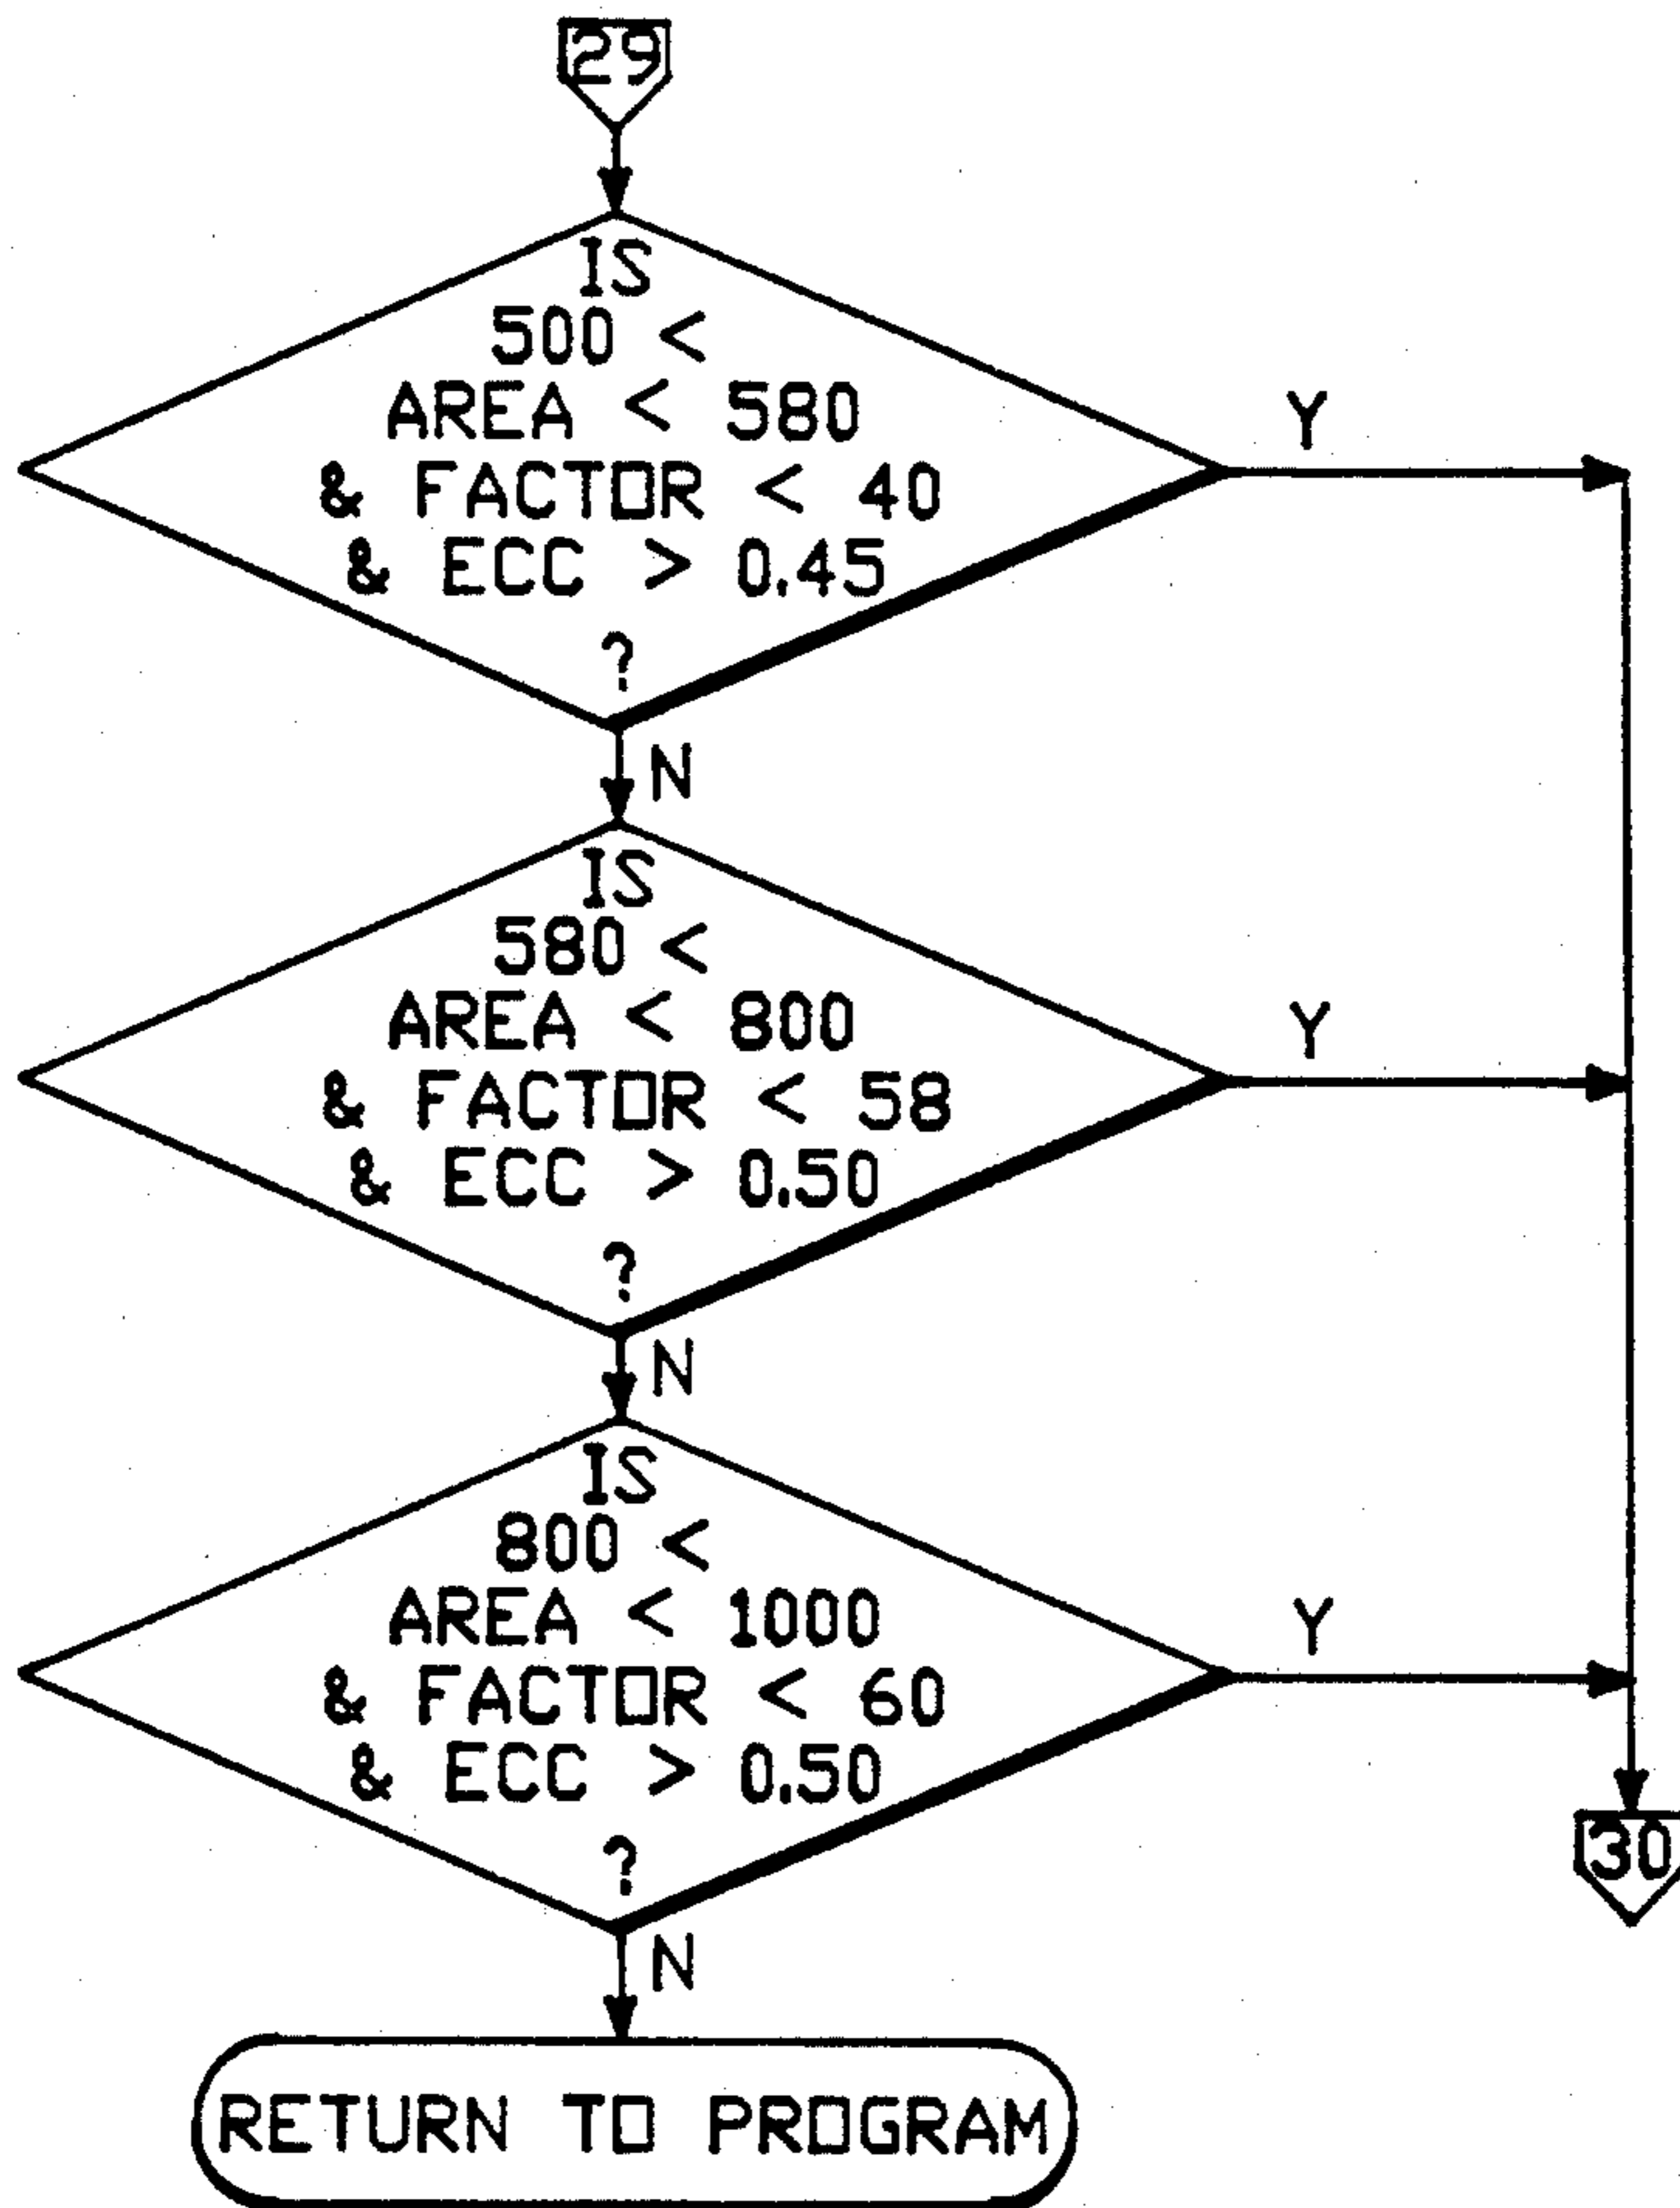 29
IS
500 <
AREA < 580
& FACTOR < 40
& ECC > 0.45
?
Y
N
IS
580 <
AREA < 800
& FACTOR < 58
& ECC > 0.50
?
Y
N
IS
800 <
AREA < 1000
& FACTOR < 60
& ECC > 0.50
?
Y
30
N
RETURN TO PROGRAM